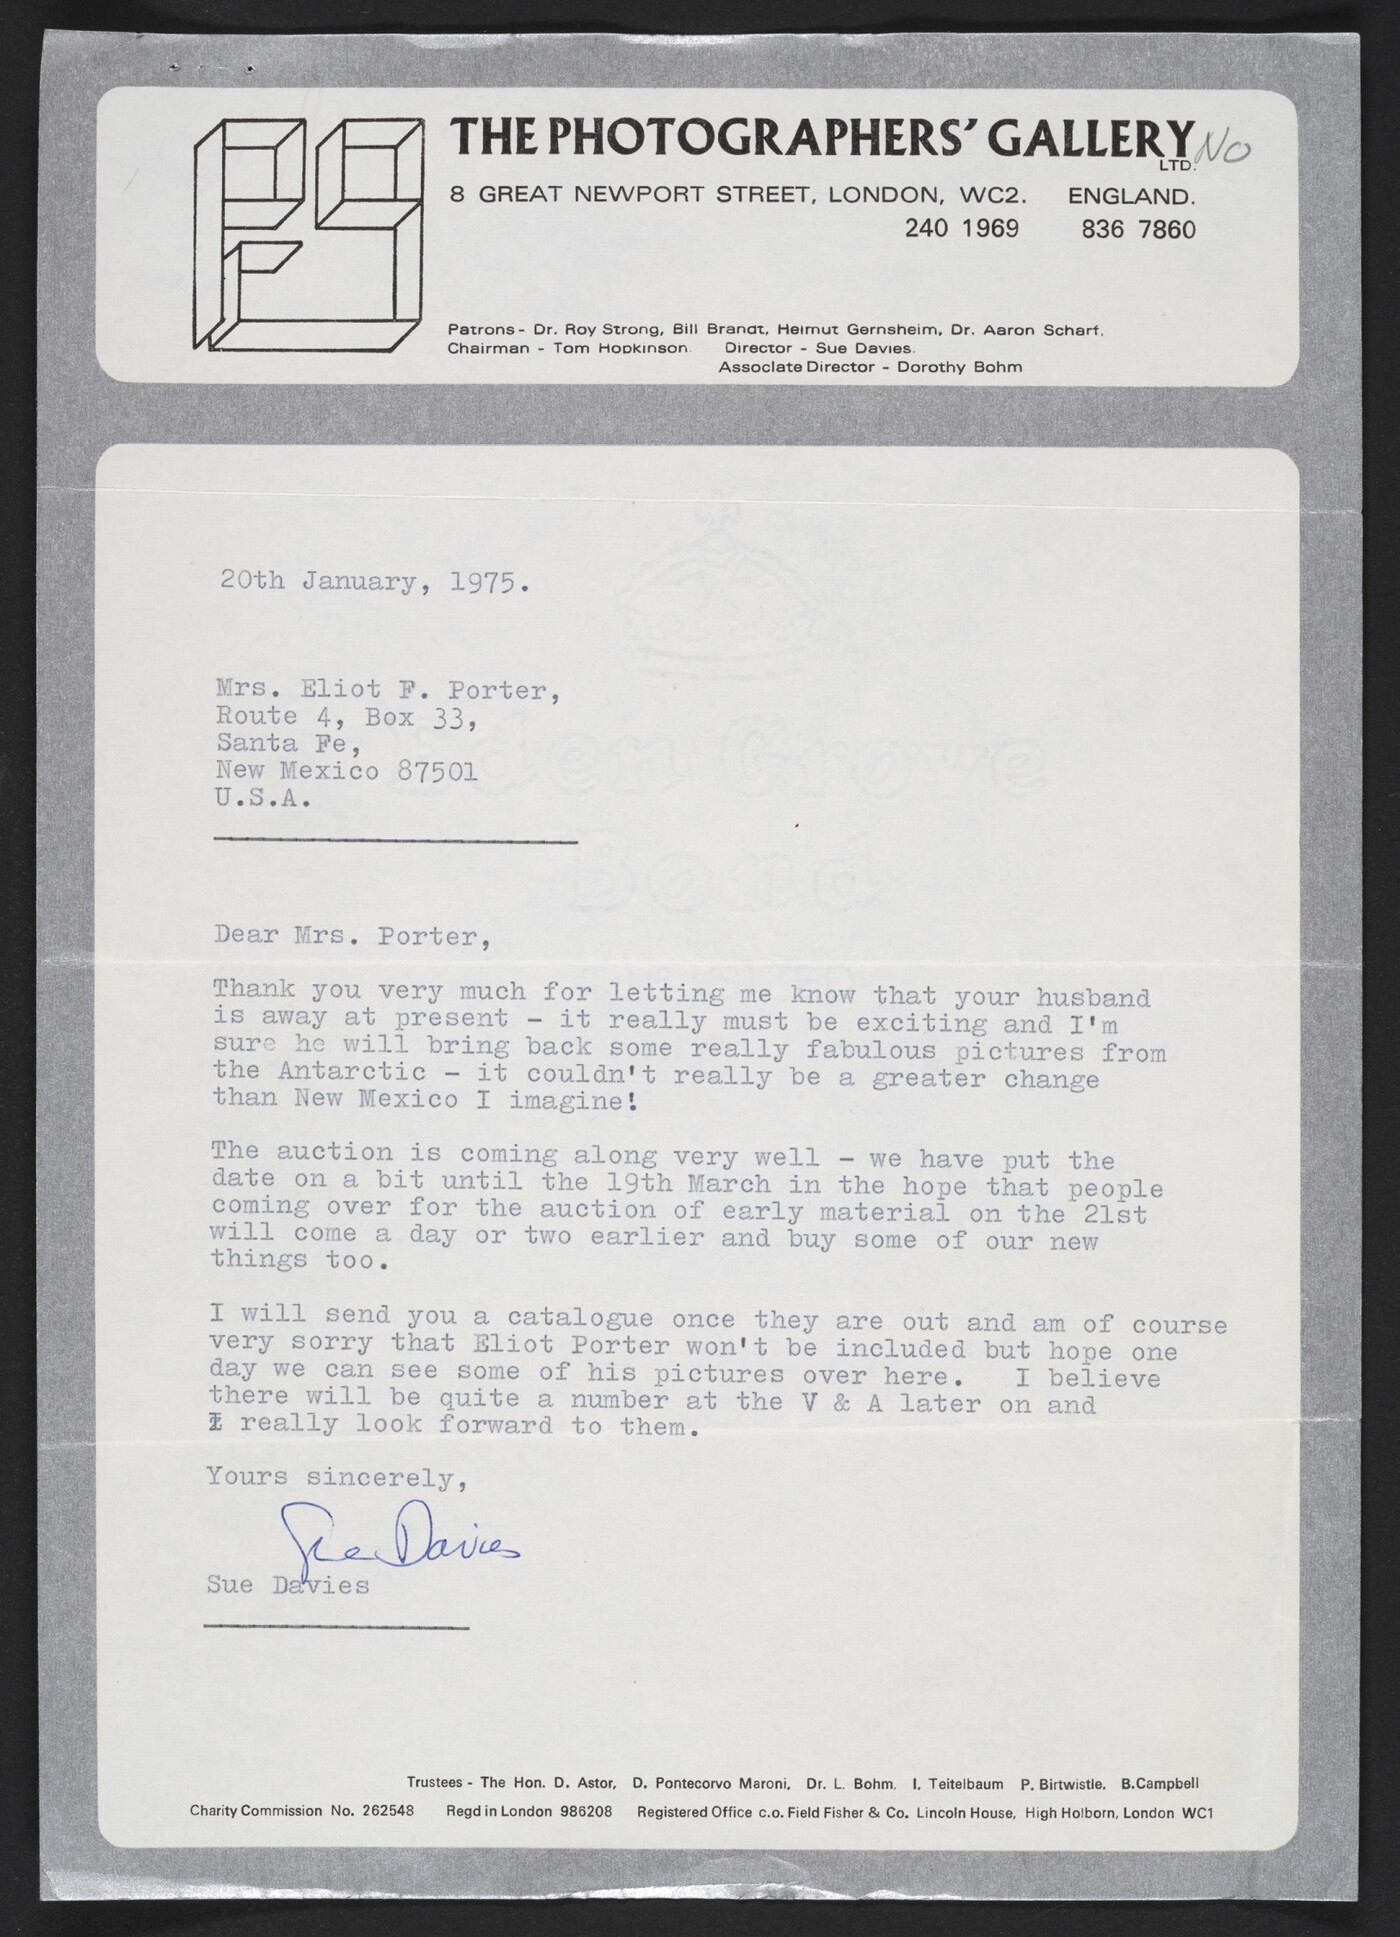 THE PHOTOGRAPHERS' GALLERY
LTD.
NO
8 GREAT NEWPORT STREET, LONDON, WC2. ENGLAND.
240 1969 836 7860
Patrons - Dr. Roy Strong, Bill Brandt, Helmut Gernsheim, Dr. Aaron Scharf.
Chairman - Tom Hopkinson. Director - Sue Davies.
Associate Director - Dorothy Bohm
20th January, 1975.
Mrs. Eliot F. Porter,
Route 4, Box 33,
Santa Fe,
New Mexico 87501
U.S.A.
Eden Grove
Bond
Dear Mrs. Porter,
Thank you very much for letting me know that your husband
is away at present - it really must be exciting and I'm
sure he will bring back some really fabulous pictures from
the Antarctic - it couldn't really be a greater change
than New Mexico I imagine!
The auction is coming along very well - we have put the
date on a bit until the 19th March in the hope that people
coming over for the auction of early material on the 21st
will come a day or two earlier and buy some of our new
things too.
I will send you a catalogue once they are out and am of course
very sorry that Eliot Porter won't be included but hope one
day we can see some of his pictures over here. I believe
there will be quite a number at the V & A later on and
I really look forward to them.
Yours sincerely,
Sue Davies
Sue Davies
Trustees - The Hon. D. Astor, D. Pontecorvo Maroni, Dr. L. Bohm. I. Teitelbaum P. Birtwistle. B.Campbell
Charity Commission No. 262548 Regd in London 986208 Registered Office c.o. Field Fisher & Co. Lincoln House, High Holborn, London WC1